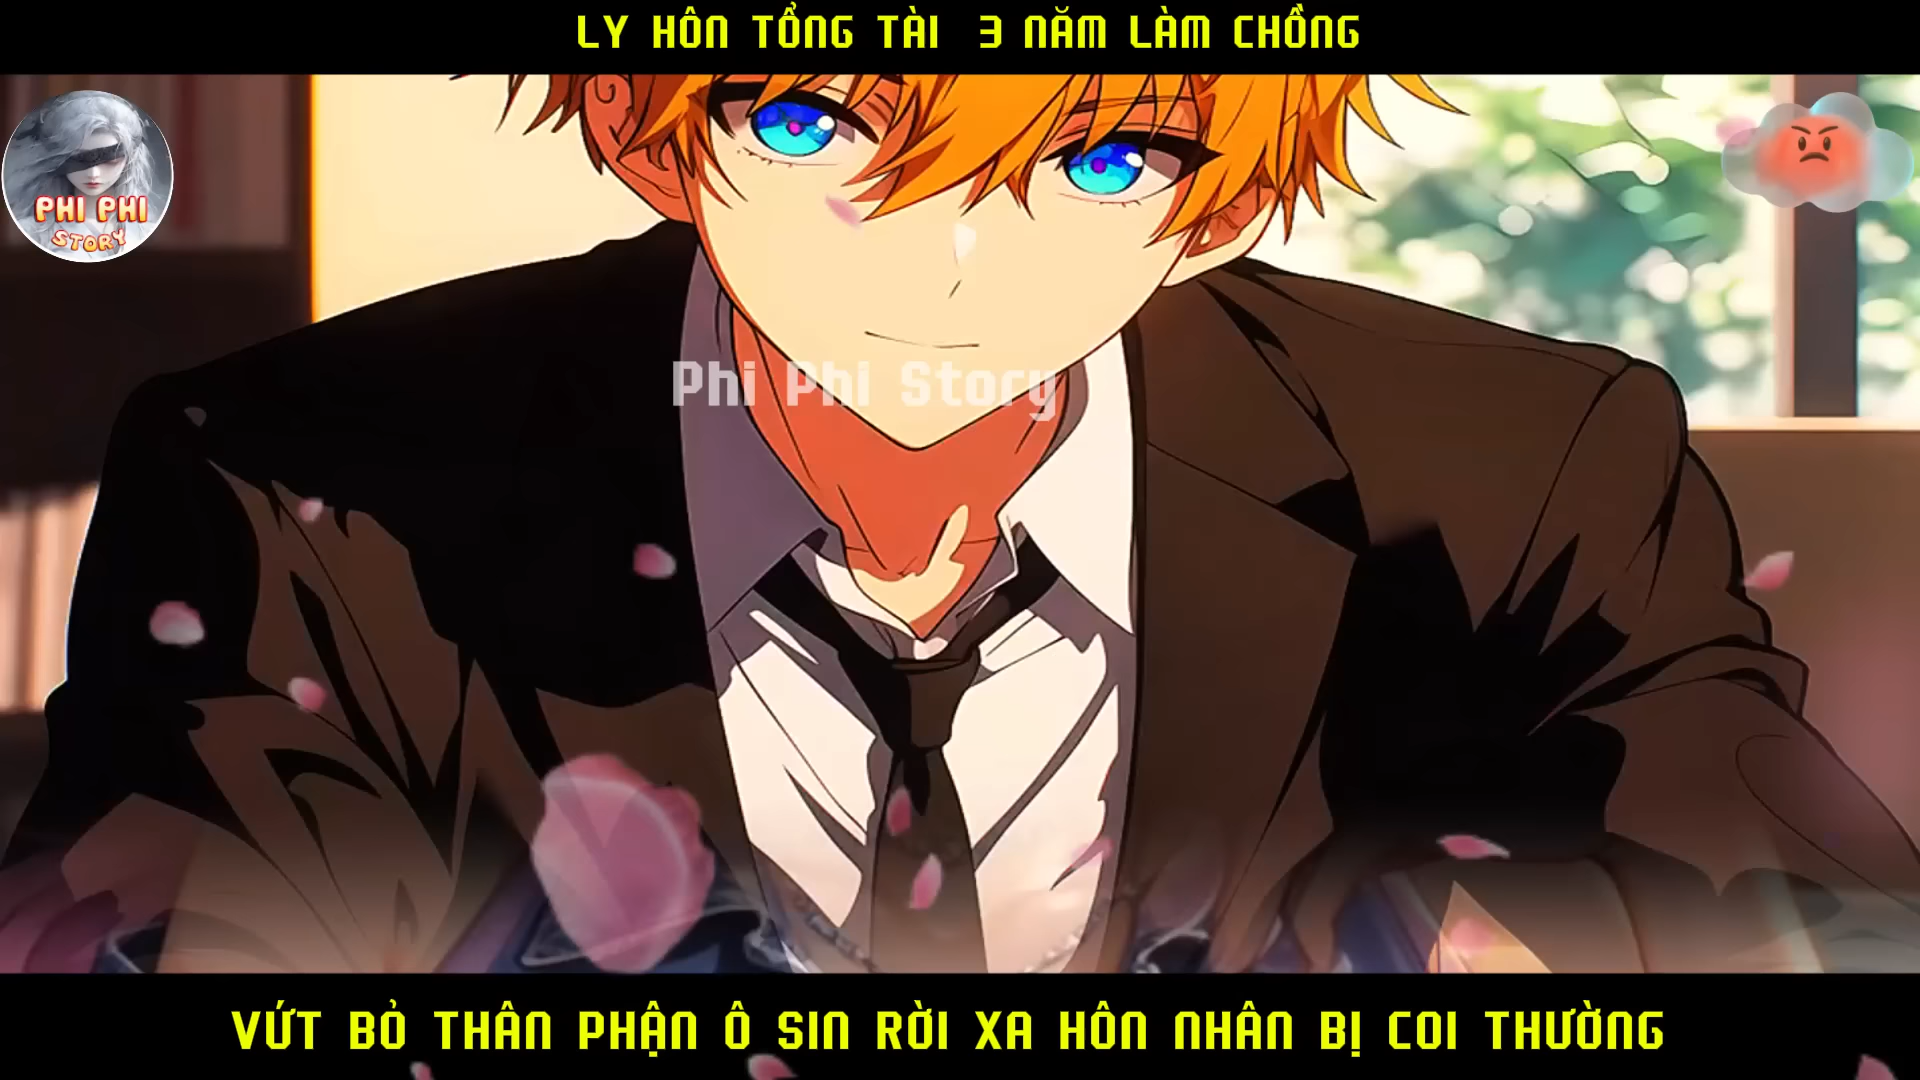 LY HÔN TỔNG TÀI 3 NĂM LÀM CHỒNG
PHI PHI
STORY
Phi Phi Story
VỨT BỎ THÂN PHẬN Ô SIN RỜI XA HÔN NHÂN BỊ COI THƯỜNG